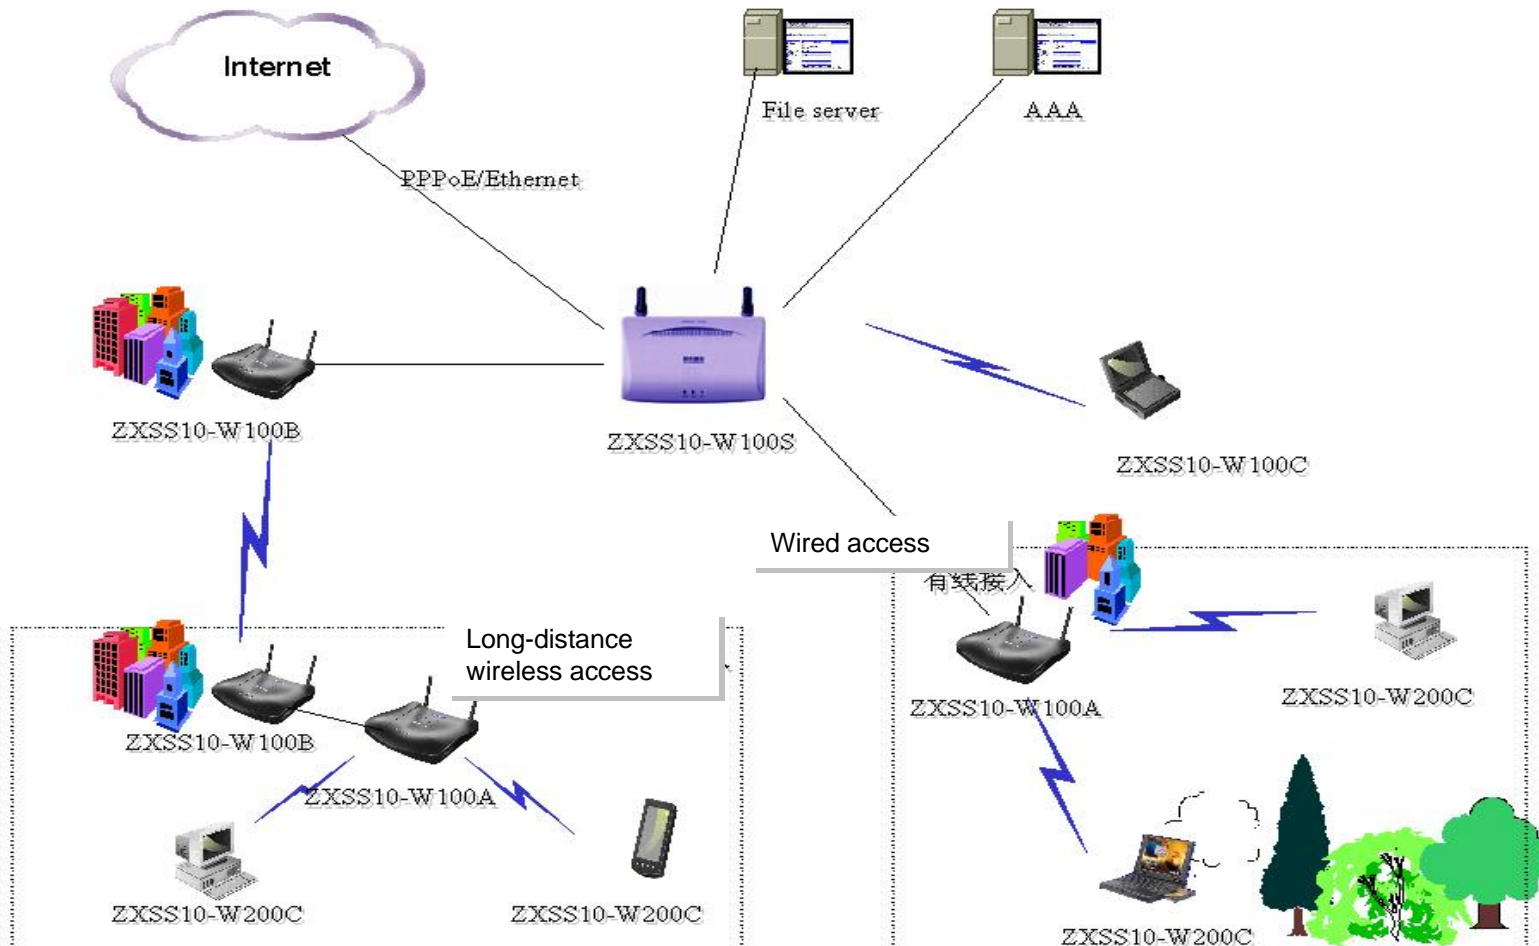 Internet
File server
AAA
PPPoE/Ethernet
ZXSS10-W100B
ZXSS10-W100S
ZXSS10-W100C
Wired access
有线接入
Long-distance
wireless access
ZXSS10-W100B
ZXSS10-W100A
ZXSS10-W200C
ZXSS10-W100A
ZXSS10-W200C
ZXSS10-W200C
ZXSS10-W200C